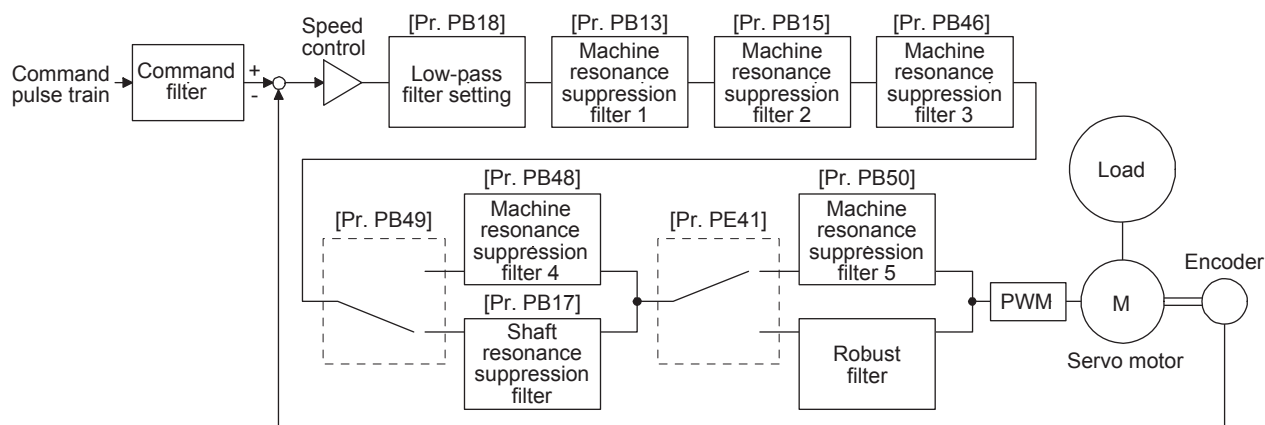 Speed
control
[Pr. PB18]
[Pr. PB13]
[Pr. PB15]
[Pr. PB46]
Command
pulse train
Command
filter
+
-
Low-pass
filter setting
Machine
resonance
suppression
filter 1
Machine
resonance
suppression
filter 2
Machine
resonance
suppression
filter 3
Load
[Pr. PB49]
[Pr. PB48]
Machine
resonance
suppression
filter 4
[Pr. PB17]
Shaft
resonance
suppression
filter
[Pr. PE41]
[Pr. PB50]
Machine
resonance
suppression
filter 5
Robust
filter
PWM
M
Servo motor
Encoder